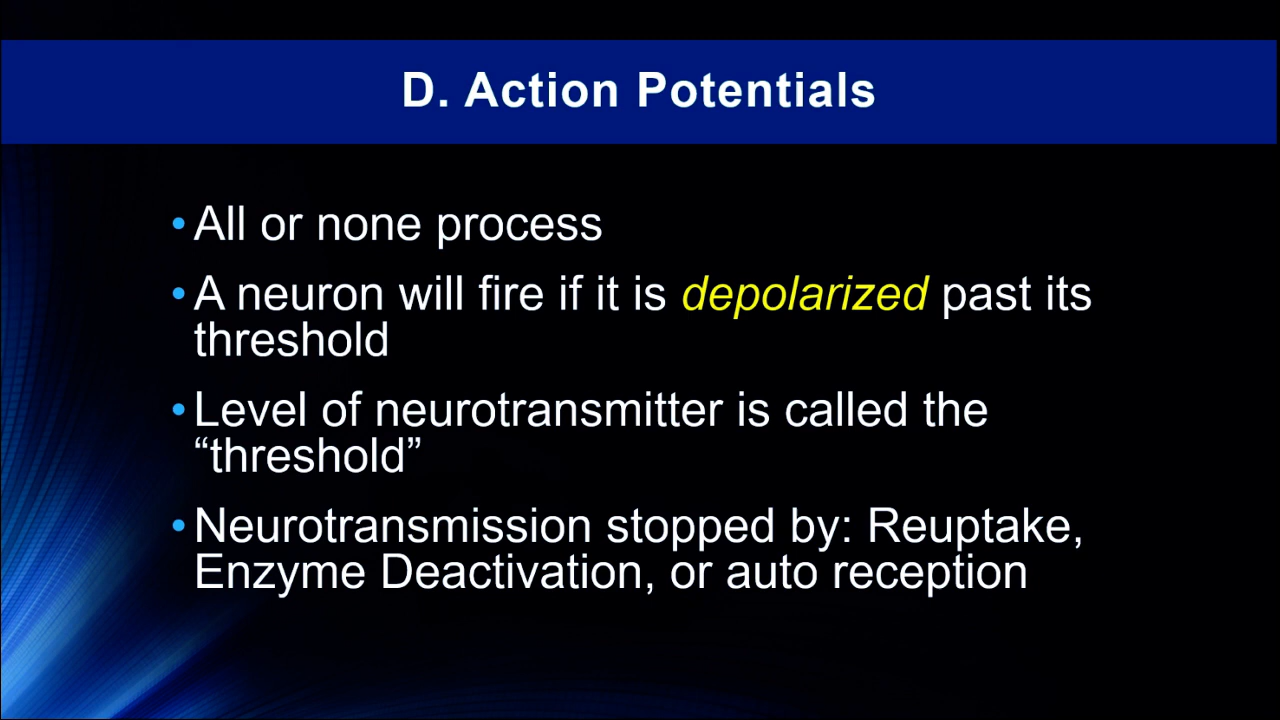 D. Action Potentials
•All or none process
•A neuron will fire if it is depolarized past its
threshold
•Level of neurotransmitter is called the
“threshold”
•Neurotransmission stopped by: Reuptake,
Enzyme Deactivation, or auto reception